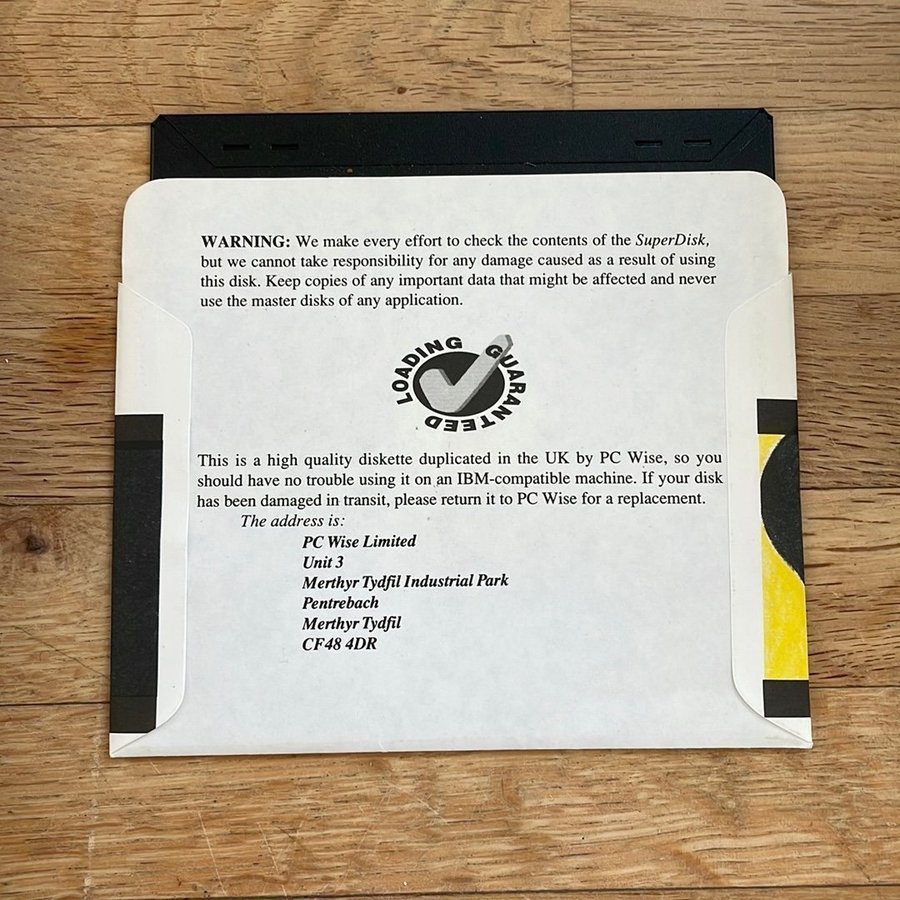 WARNING: We make every effort to check the contents of the SuperDisk,
but we cannot take responsibility for any damage caused as a result of using
this disk. Keep copies of any important data that might be affected and never
use the master disks of any application.
LOADING GUARANTEED
This is a high quality diskette duplicated in the UK by PC Wise, so you
should have no trouble using it on an IBM-compatible machine. If your disk
has been damaged in transit, please return it to PC Wise for a replacement.
The address is:
PC Wise Limited
Unit 3
Merthyr Tydfil Industrial Park
Pentrebach
Merthyr Tydfil
CF48 4DR